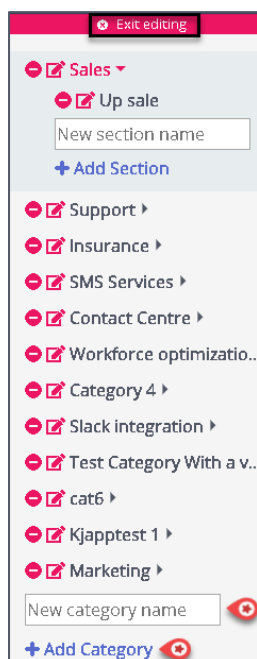 Exit editing
Sales
Up sale
New section name
+ Add Section
Support
Insurance
SMS Services
Contact Centre
Workforce optimizatio..
Category 4
Slack integration
Test Category With a v..
cat6
Kjapptest 1
Marketing
New category name
+ Add Category